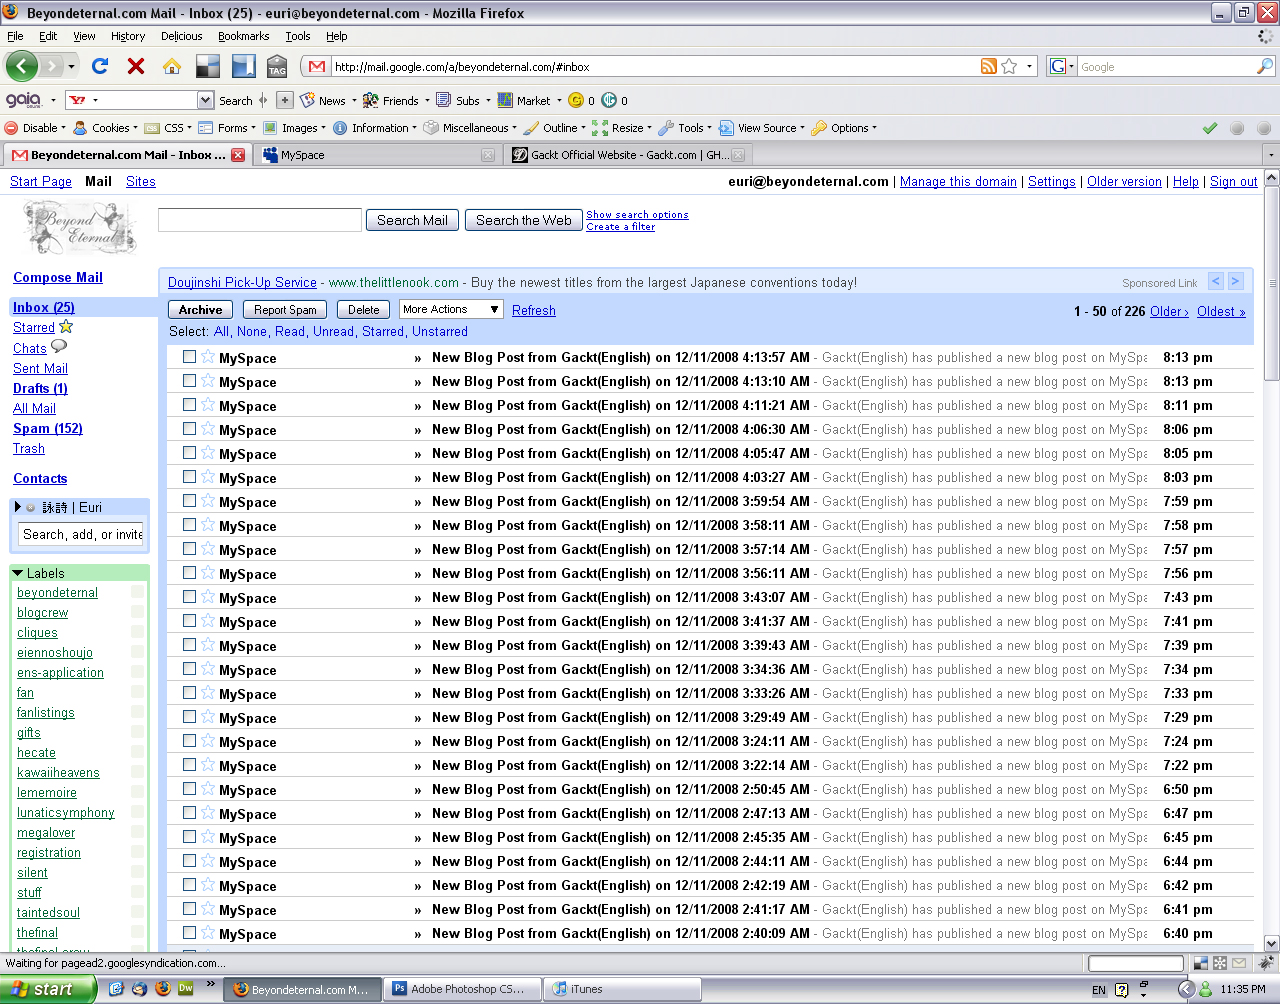 Beyondeternal.com Mail - Inbox (25) - euri@beyondeternal.com - Mozilla Firefox
File Edit View History Delicious Bookmarks Tools Help
TAG http://mail.google.com/a/beyondeternal.com/#inbox Google
gaia Search News Friends Subs Market 0 0
Disable Cookies CSS Forms Images Information Miscellaneous Outline Resize Tools View Source Options
Beyondeternal.com Mail - Inbox ... MySpace Gackt Official Website - Gackt.com | GH...
Start Page Mail Sites euri@beyondeternal.com | Manage this domain | Settings | Older version | Help | Sign out
Beyond Eternal
Search Mail Search the Web Show search options
Create a filter
Compose Mail
Doujinshi Pick-Up Service - www.thelittlenook.com - Buy the newest titles from the largest Japanese conventions today! Sponsored Link < >
Archive Report Spam Delete More Actions Refresh 1 - 50 of 226 Older › Oldest »
Select: All, None, Read, Unread, Starred, Unstarred
Inbox (25)
Starred
Chats
Sent Mail
Drafts (1)
All Mail
Spam (152)
Trash
Contacts
詠詩 | Euri
Search, add, or invite
Labels
beyondeternal
blogcrew
cliques
eiennoshoujo
ens-application
fan
fanlistings
gifts
hecate
kawaiiheavens
lememoire
lunaticsymphony
megalover
registration
silent
stuff
taintedsoul
thefinal
thefinal-crew
MySpace » New Blog Post from Gackt(English) on 12/11/2008 4:13:57 AM - Gackt(English) has published a new blog post on MySpa 8:13 pm
MySpace » New Blog Post from Gackt(English) on 12/11/2008 4:13:10 AM - Gackt(English) has published a new blog post on MySpa 8:13 pm
MySpace » New Blog Post from Gackt(English) on 12/11/2008 4:11:21 AM - Gackt(English) has published a new blog post on MySpa 8:11 pm
MySpace » New Blog Post from Gackt(English) on 12/11/2008 4:06:30 AM - Gackt(English) has published a new blog post on MySpa 8:06 pm
MySpace » New Blog Post from Gackt(English) on 12/11/2008 4:05:47 AM - Gackt(English) has published a new blog post on MySpa 8:05 pm
MySpace » New Blog Post from Gackt(English) on 12/11/2008 4:03:27 AM - Gackt(English) has published a new blog post on MySpa 8:03 pm
MySpace » New Blog Post from Gackt(English) on 12/11/2008 3:59:54 AM - Gackt(English) has published a new blog post on MySpa 7:59 pm
MySpace » New Blog Post from Gackt(English) on 12/11/2008 3:58:11 AM - Gackt(English) has published a new blog post on MySpa 7:58 pm
MySpace » New Blog Post from Gackt(English) on 12/11/2008 3:57:14 AM - Gackt(English) has published a new blog post on MySpa 7:57 pm
MySpace » New Blog Post from Gackt(English) on 12/11/2008 3:56:11 AM - Gackt(English) has published a new blog post on MySpa 7:56 pm
MySpace » New Blog Post from Gackt(English) on 12/11/2008 3:43:07 AM - Gackt(English) has published a new blog post on MySpa 7:43 pm
MySpace » New Blog Post from Gackt(English) on 12/11/2008 3:41:37 AM - Gackt(English) has published a new blog post on MySpa 7:41 pm
MySpace » New Blog Post from Gackt(English) on 12/11/2008 3:39:43 AM - Gackt(English) has published a new blog post on MySpa 7:39 pm
MySpace » New Blog Post from Gackt(English) on 12/11/2008 3:34:36 AM - Gackt(English) has published a new blog post on MySpa 7:34 pm
MySpace » New Blog Post from Gackt(English) on 12/11/2008 3:33:26 AM - Gackt(English) has published a new blog post on MySpa 7:33 pm
MySpace » New Blog Post from Gackt(English) on 12/11/2008 3:29:49 AM - Gackt(English) has published a new blog post on MySpa 7:29 pm
MySpace » New Blog Post from Gackt(English) on 12/11/2008 3:24:11 AM - Gackt(English) has published a new blog post on MySpa 7:24 pm
MySpace » New Blog Post from Gackt(English) on 12/11/2008 3:22:14 AM - Gackt(English) has published a new blog post on MySpa 7:22 pm
MySpace » New Blog Post from Gackt(English) on 12/11/2008 2:50:45 AM - Gackt(English) has published a new blog post on MySpa 6:50 pm
MySpace » New Blog Post from Gackt(English) on 12/11/2008 2:47:13 AM - Gackt(English) has published a new blog post on MySpa 6:47 pm
MySpace » New Blog Post from Gackt(English) on 12/11/2008 2:45:35 AM - Gackt(English) has published a new blog post on MySpa 6:45 pm
MySpace » New Blog Post from Gackt(English) on 12/11/2008 2:44:11 AM - Gackt(English) has published a new blog post on MySpa 6:44 pm
MySpace » New Blog Post from Gackt(English) on 12/11/2008 2:42:19 AM - Gackt(English) has published a new blog post on MySpa 6:42 pm
MySpace » New Blog Post from Gackt(English) on 12/11/2008 2:41:17 AM - Gackt(English) has published a new blog post on MySpa 6:41 pm
MySpace » New Blog Post from Gackt(English) on 12/11/2008 2:40:09 AM - Gackt(English) has published a new blog post on MySpa 6:40 pm
Waiting for pagead2.googlesyndication.com...
start Dw » Beyondeternal.com M... Ps Adobe Photoshop CS... iTunes EN 11:35 PM